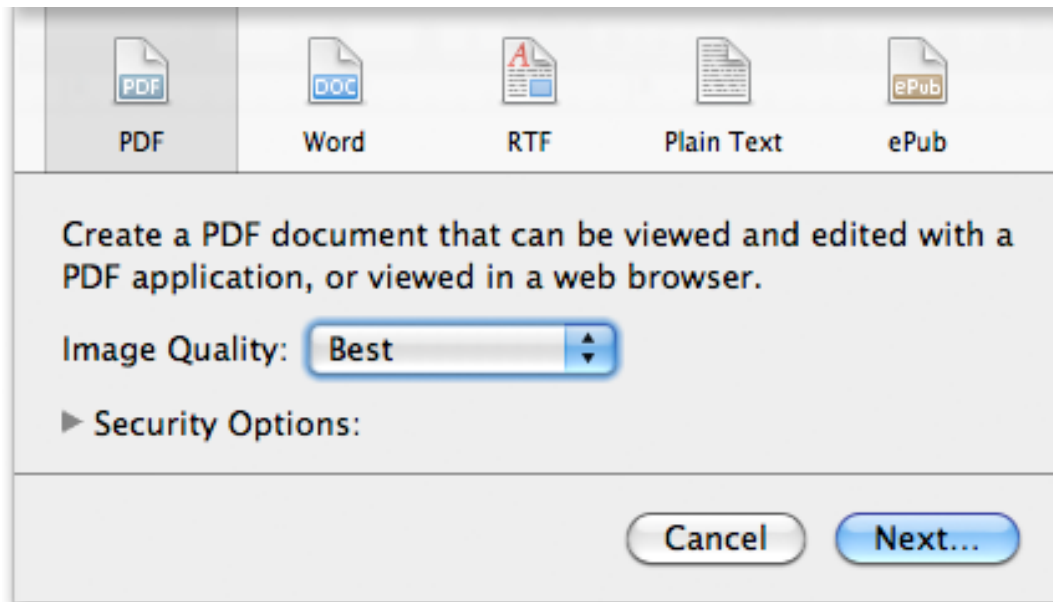 PDF DOC A ePub
PDF Word RTF Plain Text ePub
Create a PDF document that can be viewed and edited with a
PDF application, or viewed in a web browser.
Image Quality: Best
Security Options:
Cancel Next...